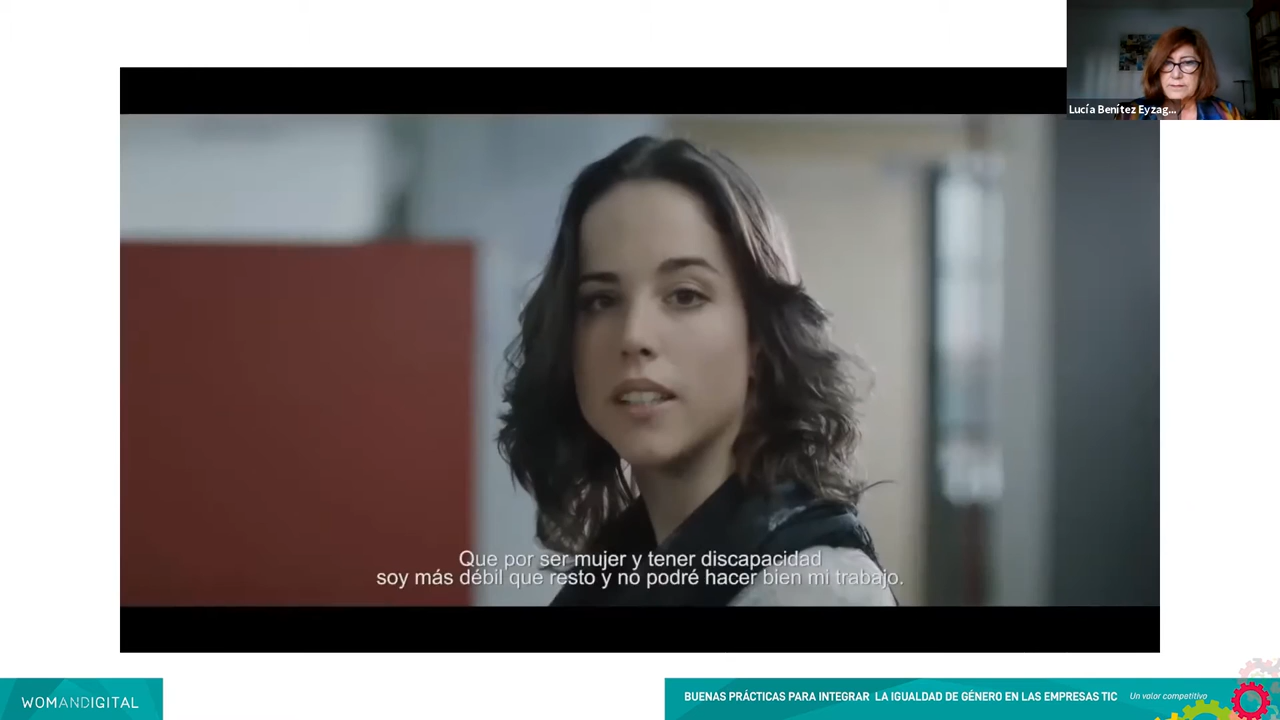 Lucía Benítez Eyzag...
Que por ser mujer y tener discapacidad
soy más débil que resto y no podré hacer bien mi trabajo.
WOMANDIGITAL
BUENAS PRÁCTICAS PARA INTEGRAR LA IGUALDAD DE GÉNERO EN LAS EMPRESAS TIC
Un valor competitivo